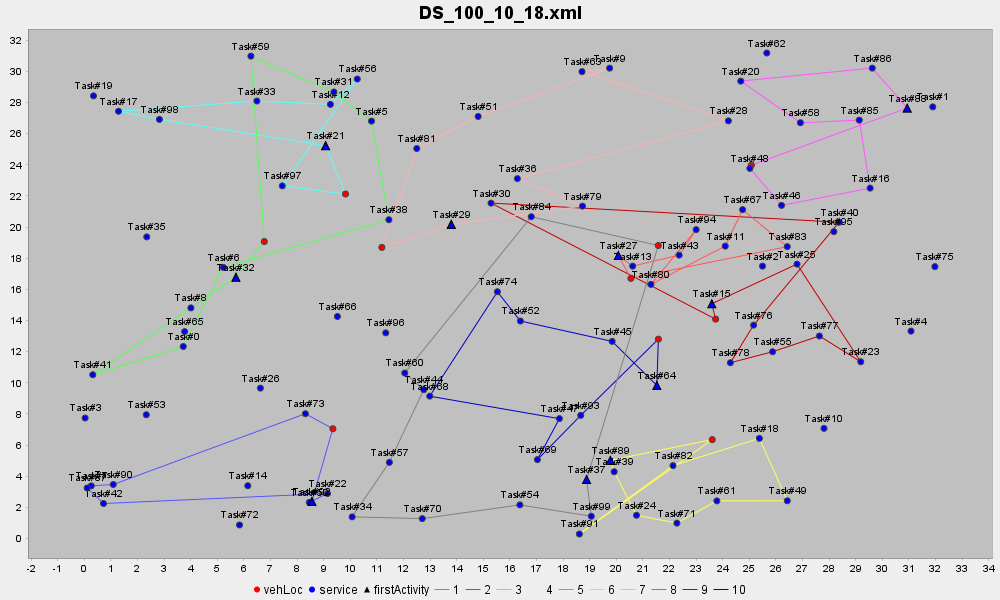 DS_100_10_18.xml
32
30
28
26
24
22
20
18
16
14
12
10
8
6
4
2
0
Task#59
Task#62
Task#9
Task#86
Task#20
Task#56
Task#31
Task#12
Task#19
Task#17
Task#98
Task#33
Task#5
Task#51
Task#28
Task#58
Task#85
Task#1
Task#21
Task#81
Task#97
Task#36
Task#48
Task#16
Task#46
Task#30
Task#79
Task#84
Task#67
Task#40
Task#38
Task#29
Task#94
Task#35
Task#11
Task#83
Task#27
Task#43
Task#13
Task#2
Task#25
Task#75
Task#6
Task#32
Task#80
Task#74
Task#15
Task#8
Task#66
Task#52
Task#76
Task#65
Task#96
Task#4
Task#0
Task#45
Task#77
Task#55
Task#78
Task#23
Task#41
Task#60
Task#64
Task#26
Task#68
Task#73
Task#3
Task#53
Task#93
Task#10
Task#18
Task#57
Task#69
Task#89
Task#39
Task#82
Task#90
Task#14
Task#37
Task#22
Task#42
Task#54
Task#61
Task#49
Task#34
Task#70
Task#99
Task#24
Task#71
Task#72
Task#91
-2 -1 0 1 2 3 4 5 6 7 8 9 10 11 12 13 14 15 16 17 18 19 20 21 22 23 24 25 26 27 28 29 30 31 32 33 34
vehLoc service firstActivity 1 2 3 4 5 6 7 8 9 10